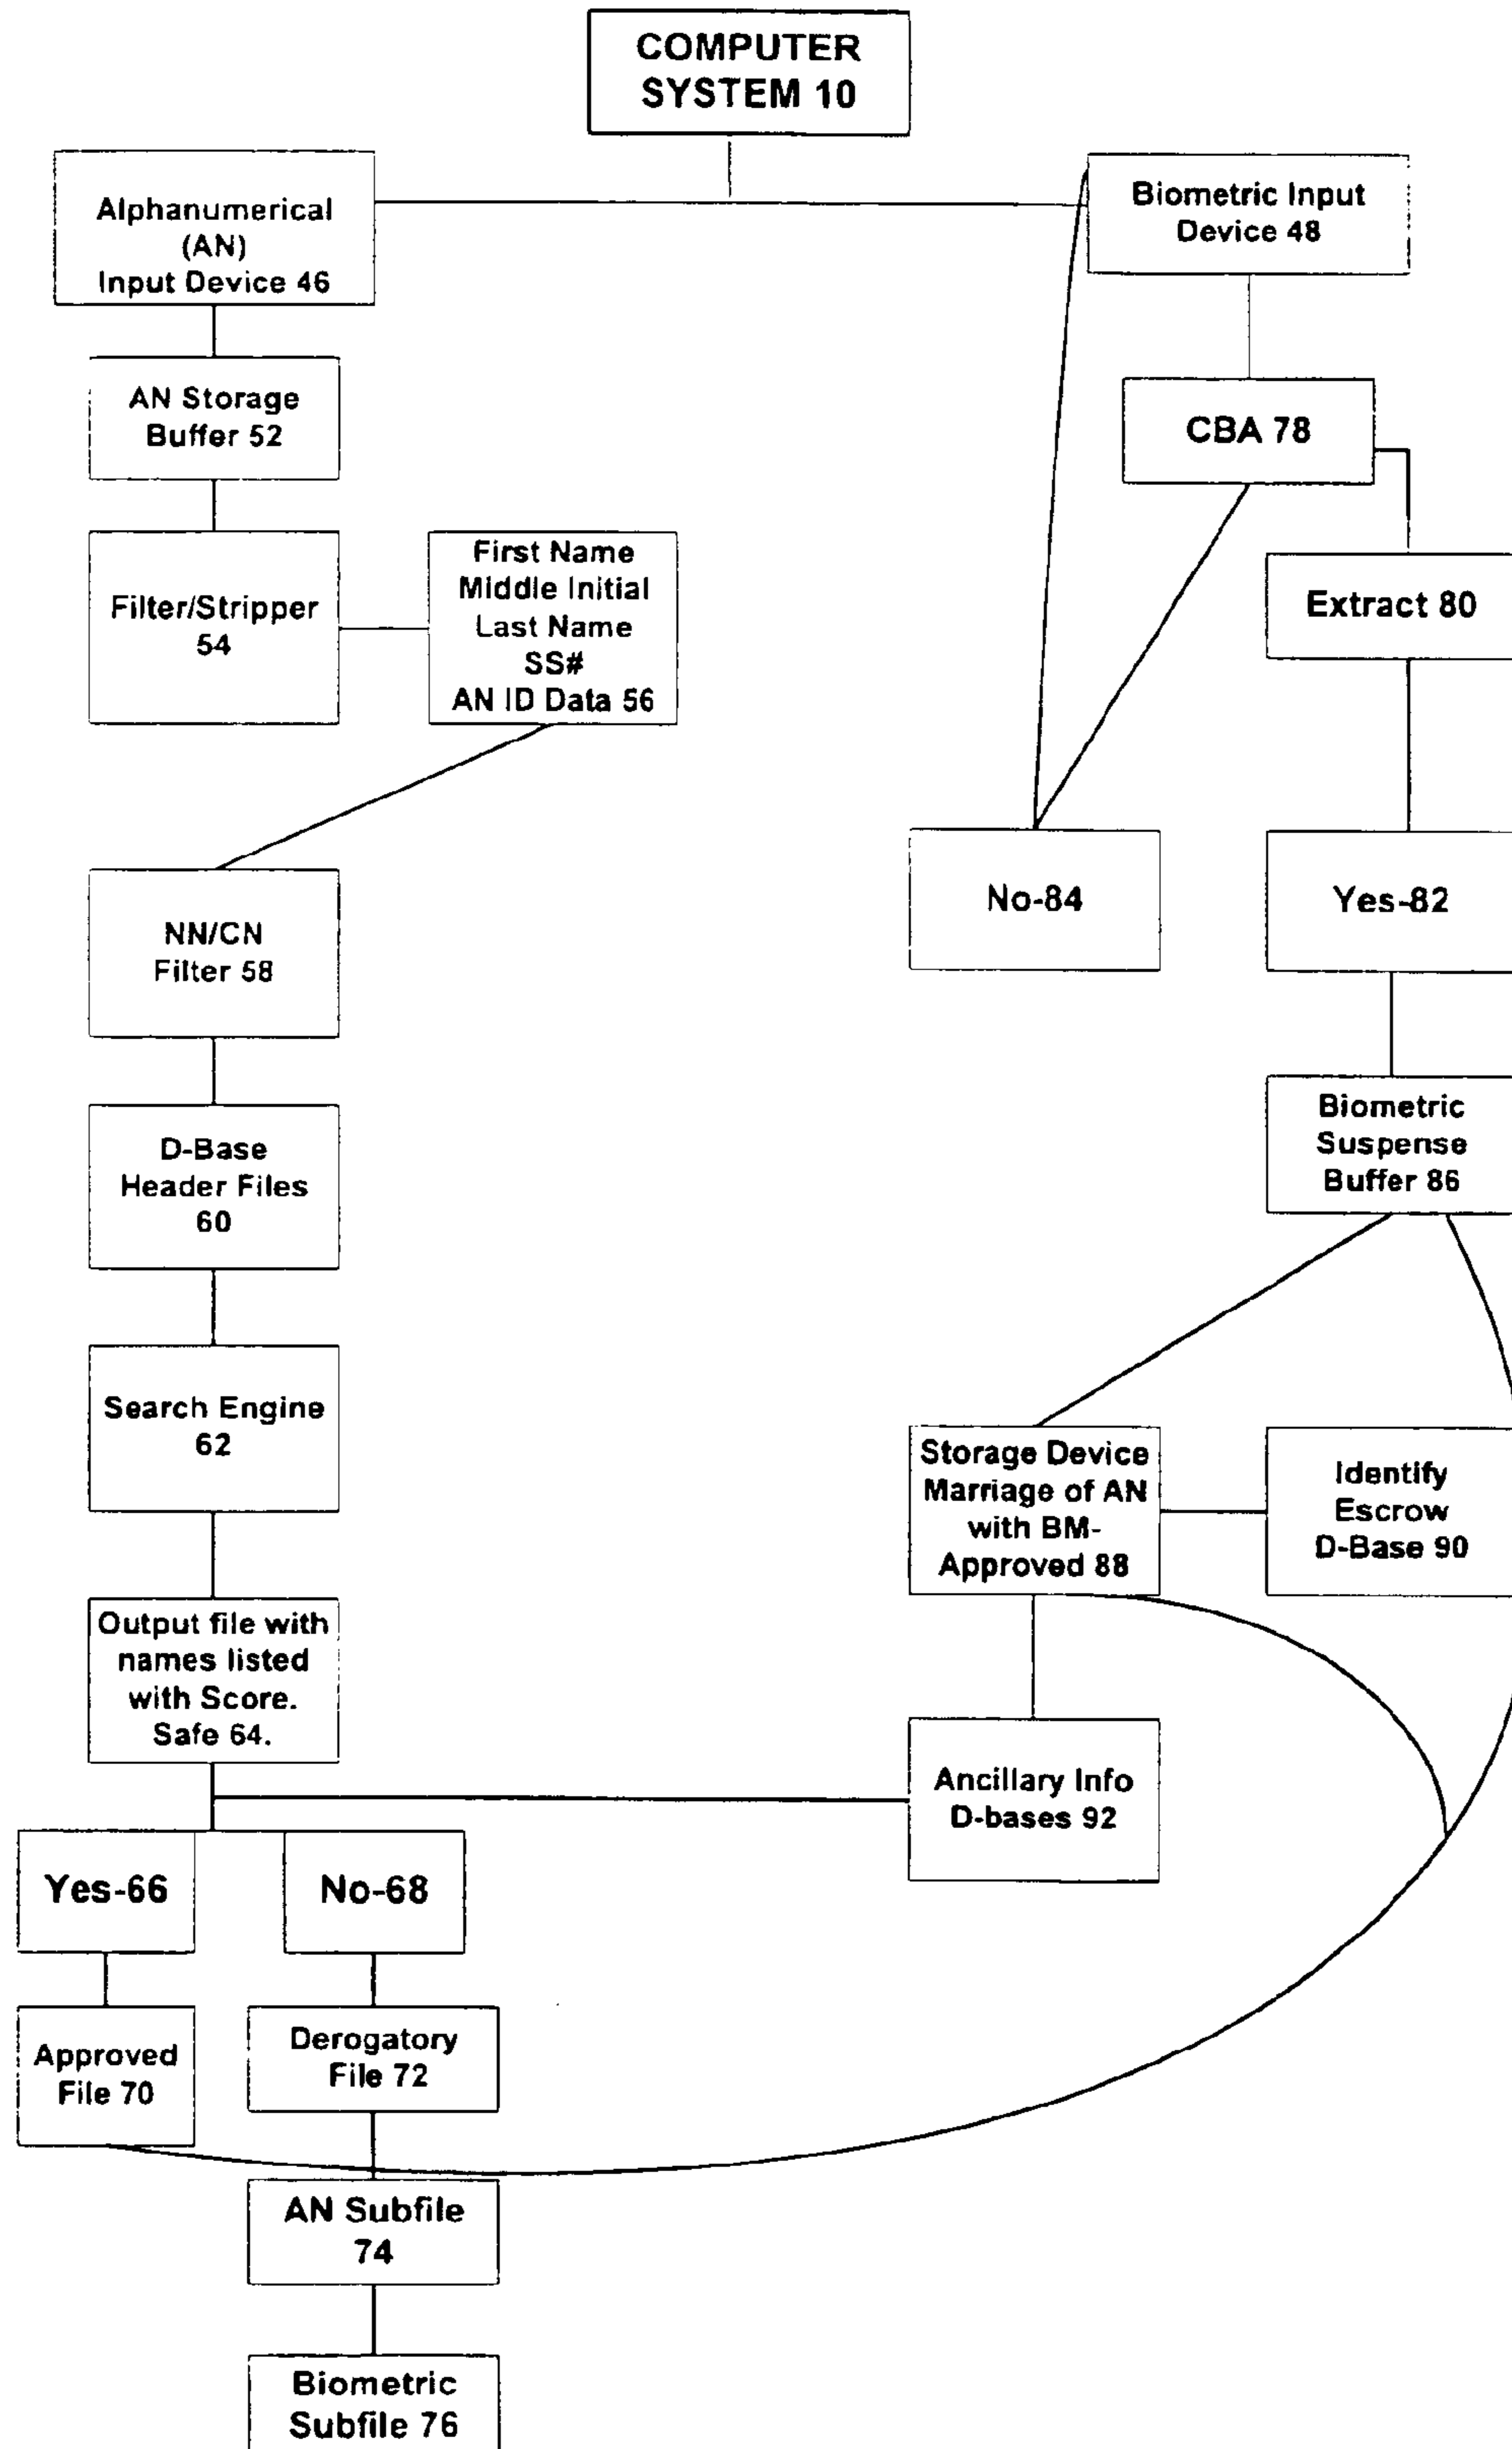 COMPUTER
SYSTEM 10
Alphanumerical
(AN)
Input Device 46
Biometric Input
Device 48
AN Storage
Buffer 52
CBA 78
Filter/Stripper
54
First Name
Middle Initial
Last Name
SS#
AN ID Data 56
Extract 80
NN/CN
Filter 58
No-84
Yes-82
D-Base
Header Files
60
Biometric
Suspense
Buffer 86
Search Engine
62
Storage Device
Marriage of AN
with BM-
Approved 88
Identify
Escrow
D-Base 90
Output file with
names listed
with Score.
Safe 64.
Ancillary Info
D-bases 92
Yes-66
No-68
Approved
File 70
Derogatory
File 72
AN Subfile
74
Biometric
Subfile 76